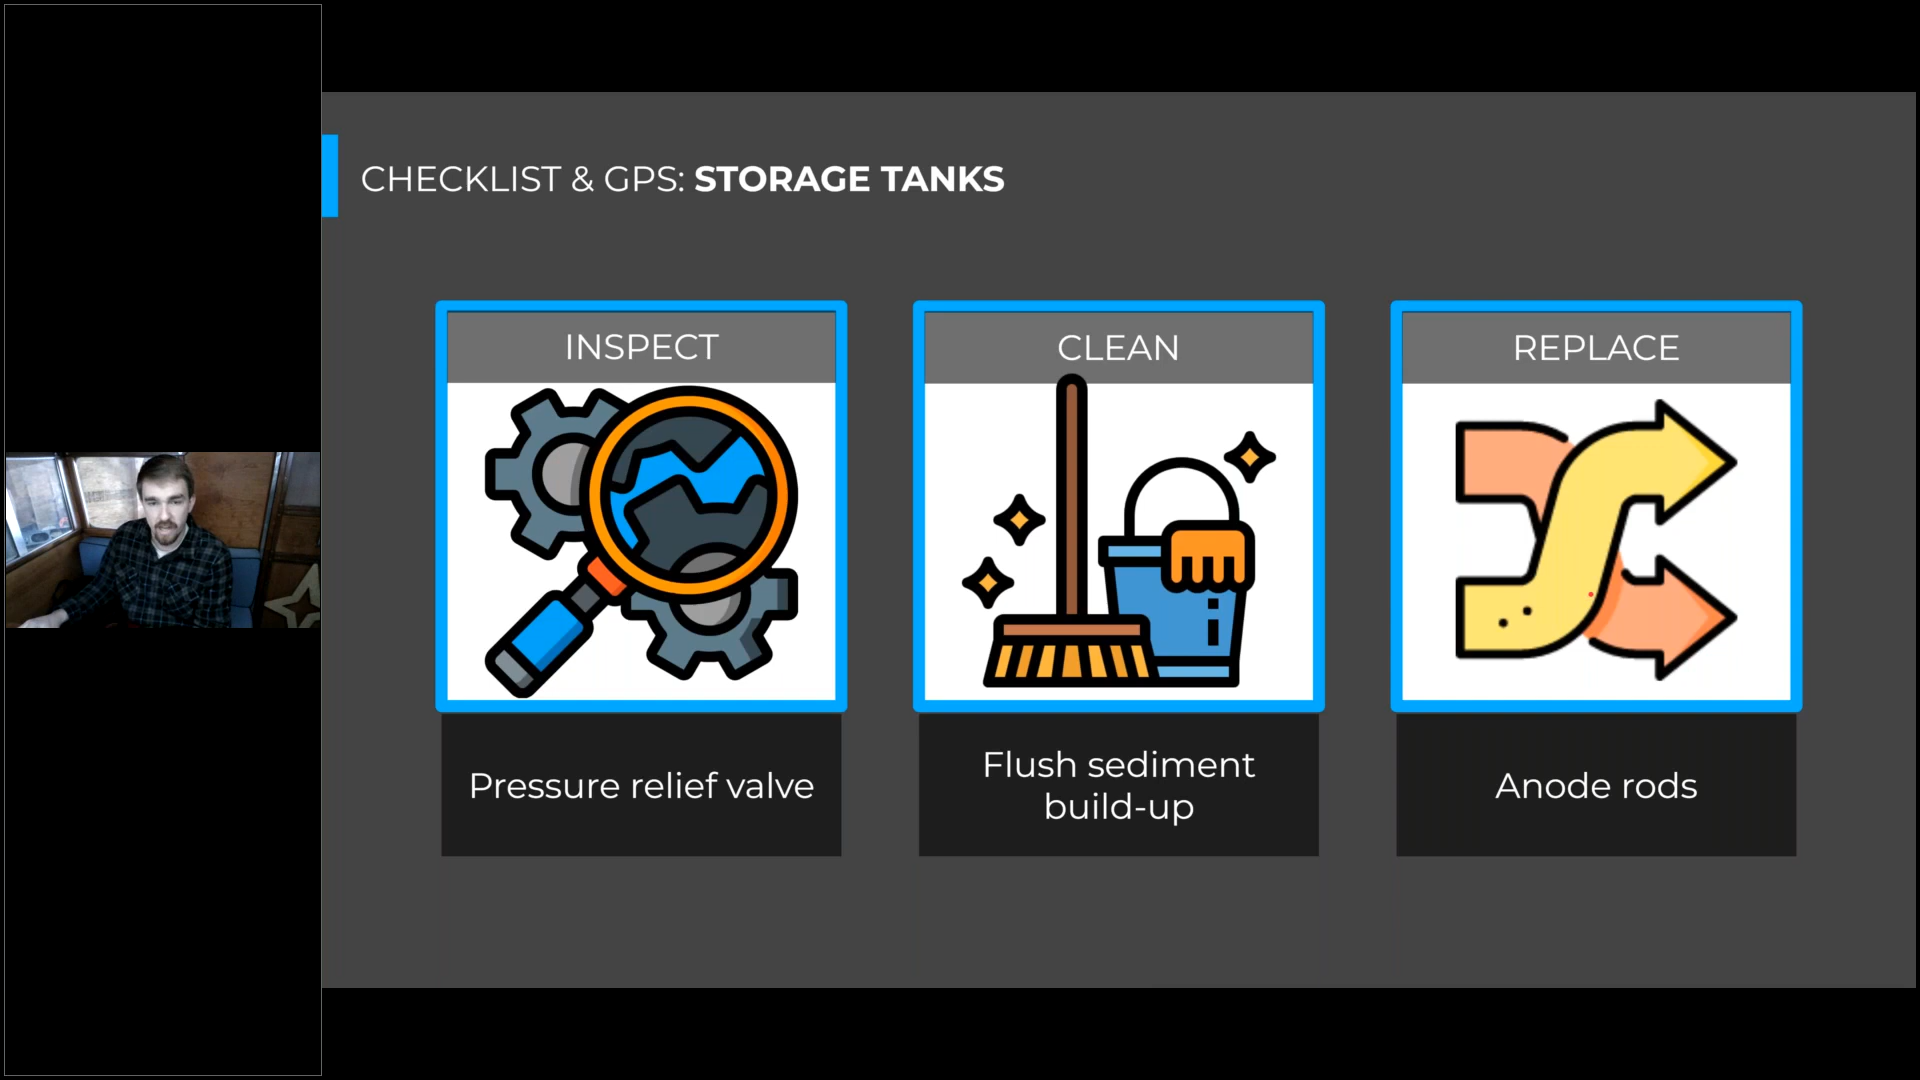 CHECKLIST & GPS: STORAGE TANKS
INSPECT
CLEAN
REPLACE
Pressure relief valve
Flush sediment
build-up
Anode rods